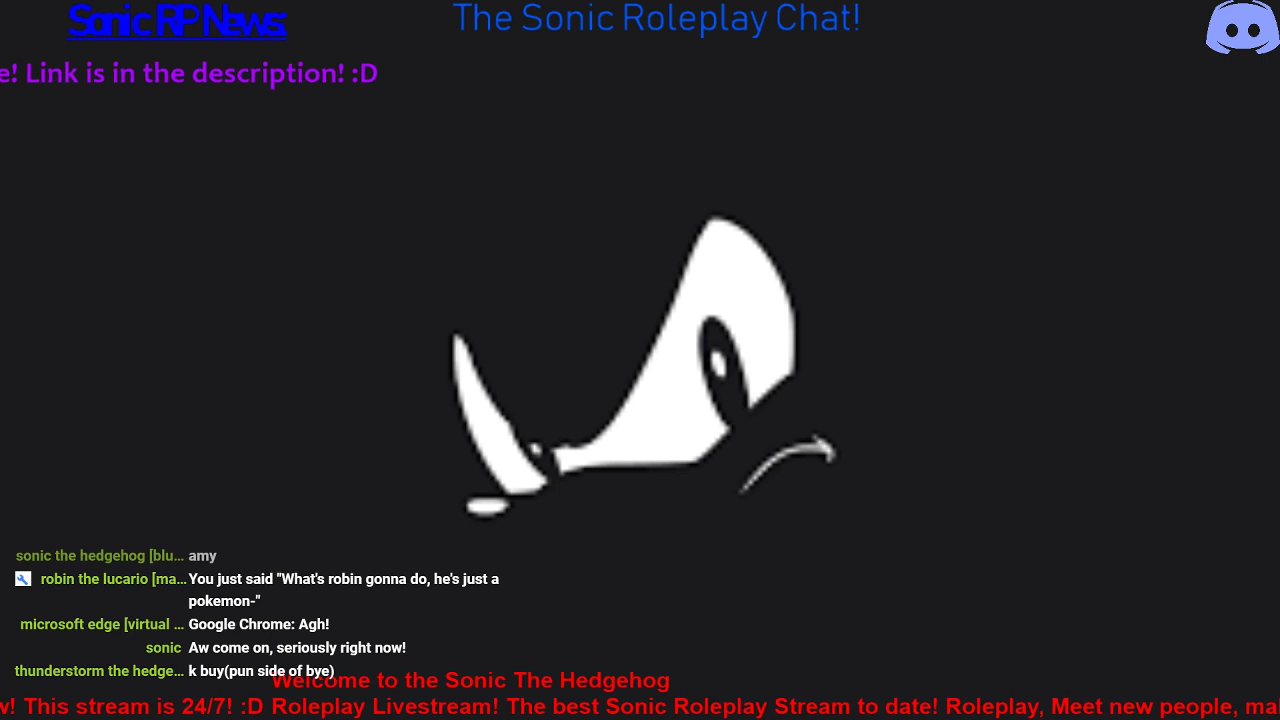 Sonic RP News:
The Sonic Roleplay Chat!
e! Link is in the description! :D
sonic the hedgehog [blu... amy
robin the lucario [ma... You just said "What's robin gonna do, he's just a
pokemon-"
microsoft edge [virtual ... Google Chrome: Agh!
sonic Aw come on, seriously right now!
thunderstorm the hedge... k buy(pun side of bye)
Welcome to the Sonic The Hedgehog
w! This stream is 24/7! :D Roleplay Livestream! The best Sonic Roleplay Stream to date! Roleplay, Meet new people, ma